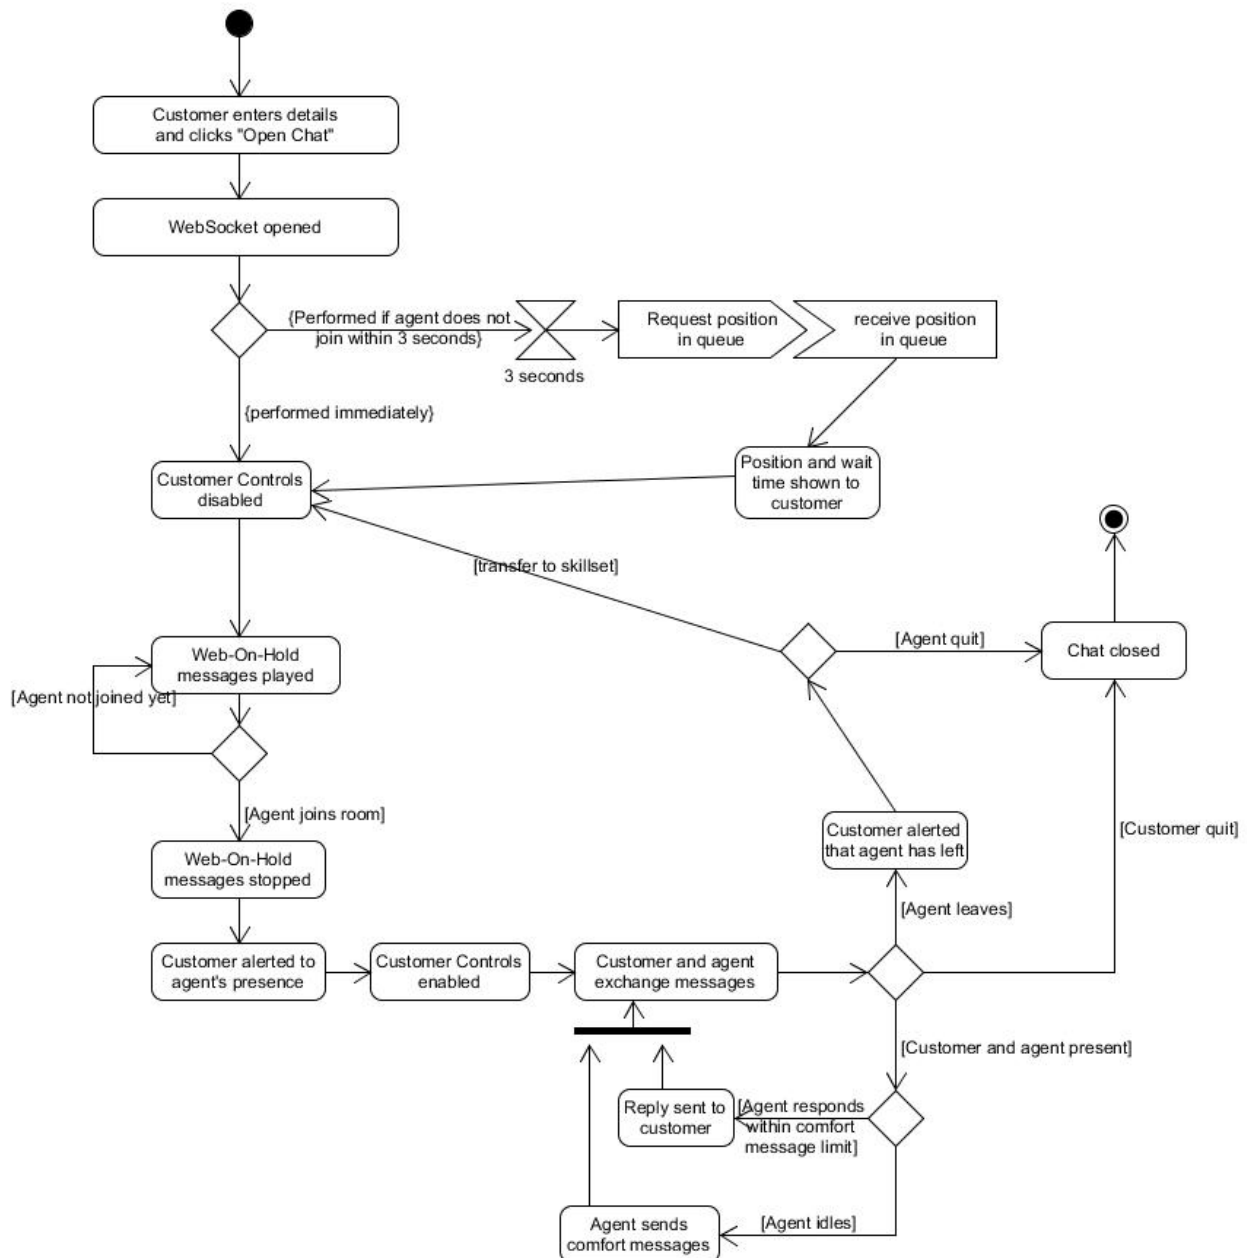 Customer enters details
and clicks "Open Chat"
WebSocket opened
{Performed if agent does not
join within 3 seconds}
3 seconds
Request position
in queue
receive position
in queue
{performed immediately}
Customer Controls
disabled
Position and wait
time shown to
customer
[transfer to skillset]
Web-On-Hold
messages played
[Agent not joined yet]
[Agent quit]
Chat closed
[Agent joins room]
Web-On-Hold
messages stopped
Customer alerted
that agent has left
[Customer quit]
[Agent leaves]
Customer alerted to
agent's presence
Customer Controls
enabled
Customer and agent
exchange messages
[Customer and agent present]
Reply sent to
customer
[Agent responds
within comfort
message limit]
Agent sends
comfort messages
[Agent idles]